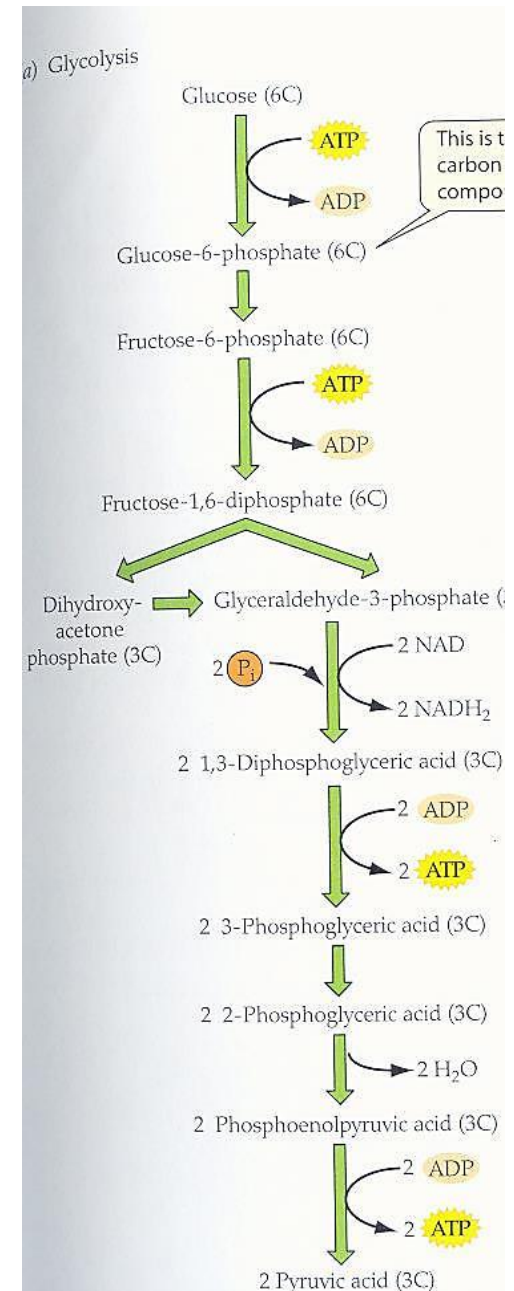 a) Glycolysis
Glucose (6C)
ATP
This is t
carbon
compo
ADP
Glucose-6-phosphate (6C)
Fructose-6-phosphate (6C)
ATP
ADP
Fructose-1,6-diphosphate (6C)
Dihydroxy-
acetone
phosphate (3C)
Glyceraldehyde-3-phosphate (
2 Pi
2 NAD
2 NADH₂
2 1,3-Diphosphoglyceric acid (3C)
2 ADP
2 ATP
2 3-Phosphoglyceric acid (3C)
2 2-Phosphoglyceric acid (3C)
2 H₂O
2 Phosphoenolpyruvic acid (3C)
2 ADP
2 ATP
2 Pyruvic acid (3C)